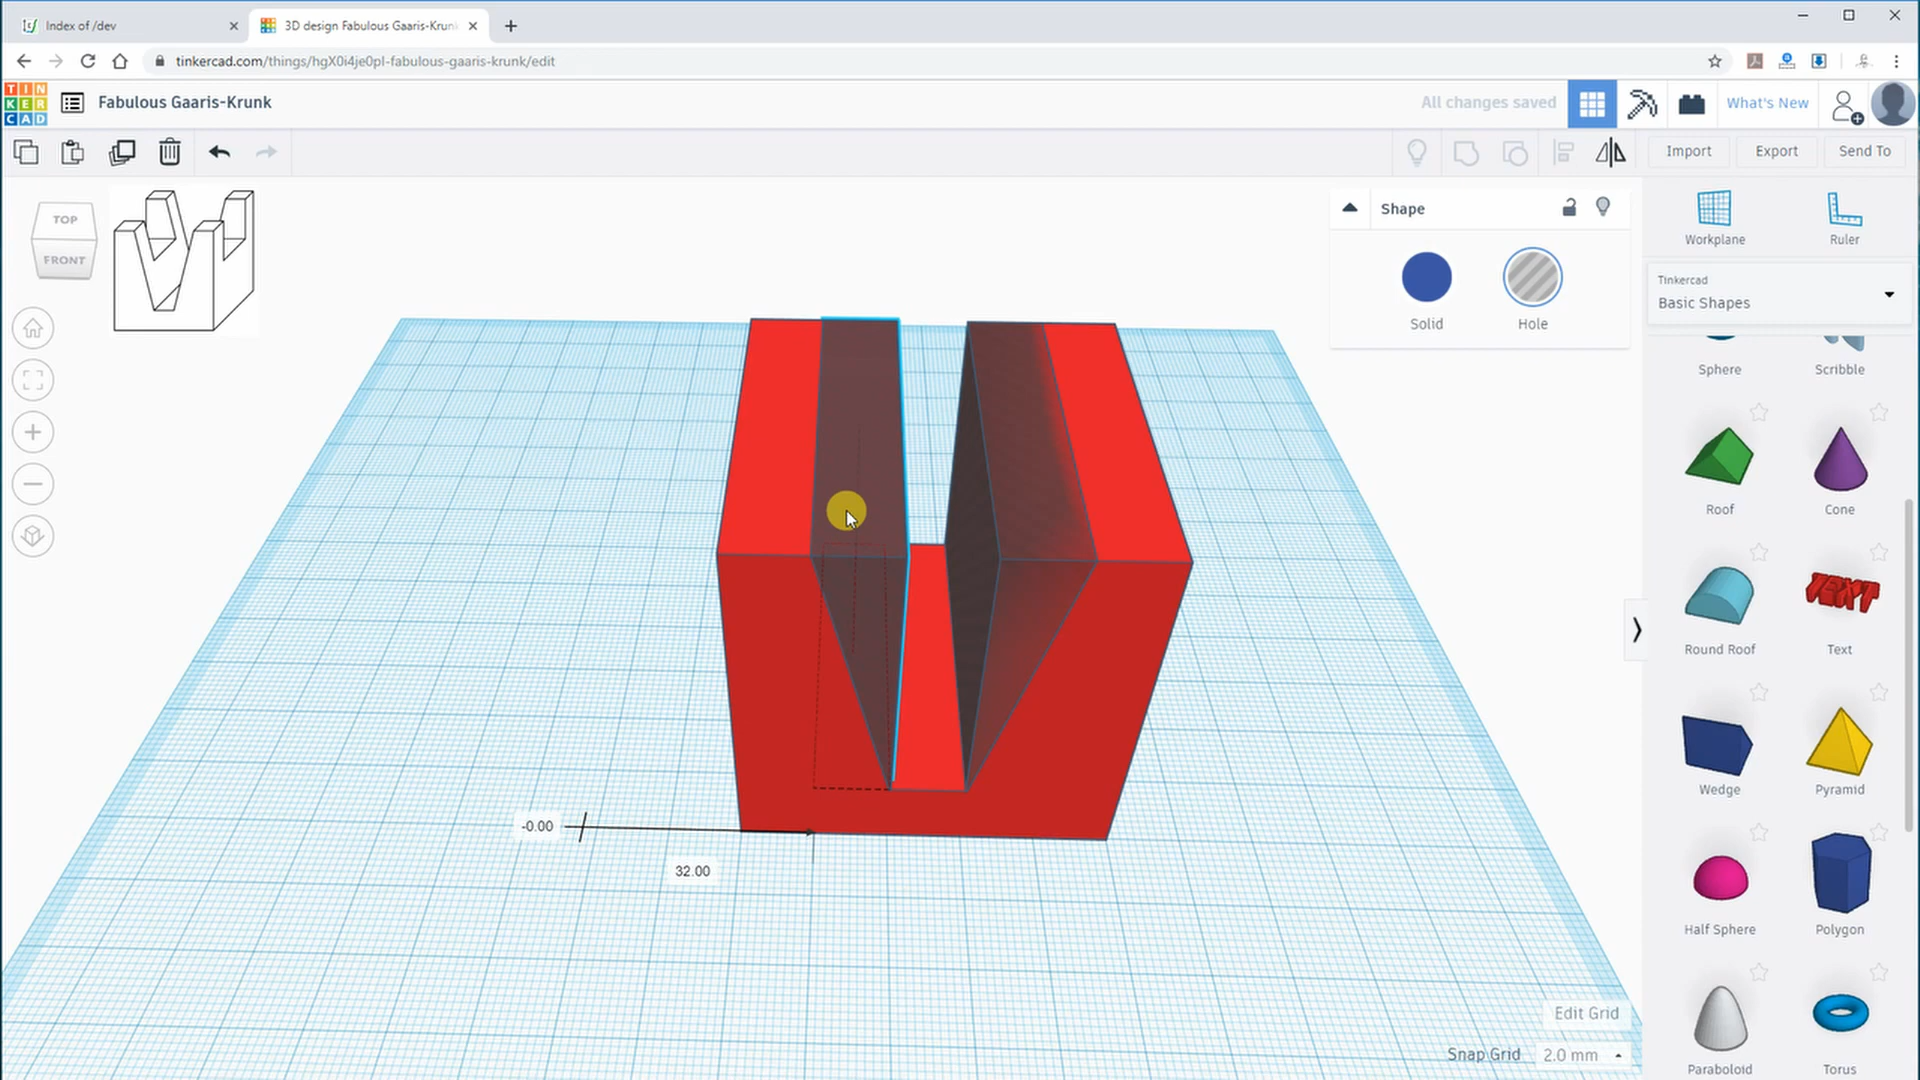 Index of /dev
3D design Fabulous Gaaris-Krunk
tinkercad.com/things/hgX0i4je0pI-fabulous-gaaris-krunk/edit
TIN
KER
CAD
Fabulous Gaaris-Krunk
All changes saved
What's New
Import
Export
Send To
TOP
FRONT
Shape
Solid
Hole
Workplane
Ruler
Tinkercad
Basic Shapes
Sphere
Scribble
Roof
Cone
Round Roof
TEXT
Text
Wedge
Pyramid
Half Sphere
Polygon
Paraboloid
Torus
-0.00
32.00
Edit Grid
Snap Grid
2.0 mm